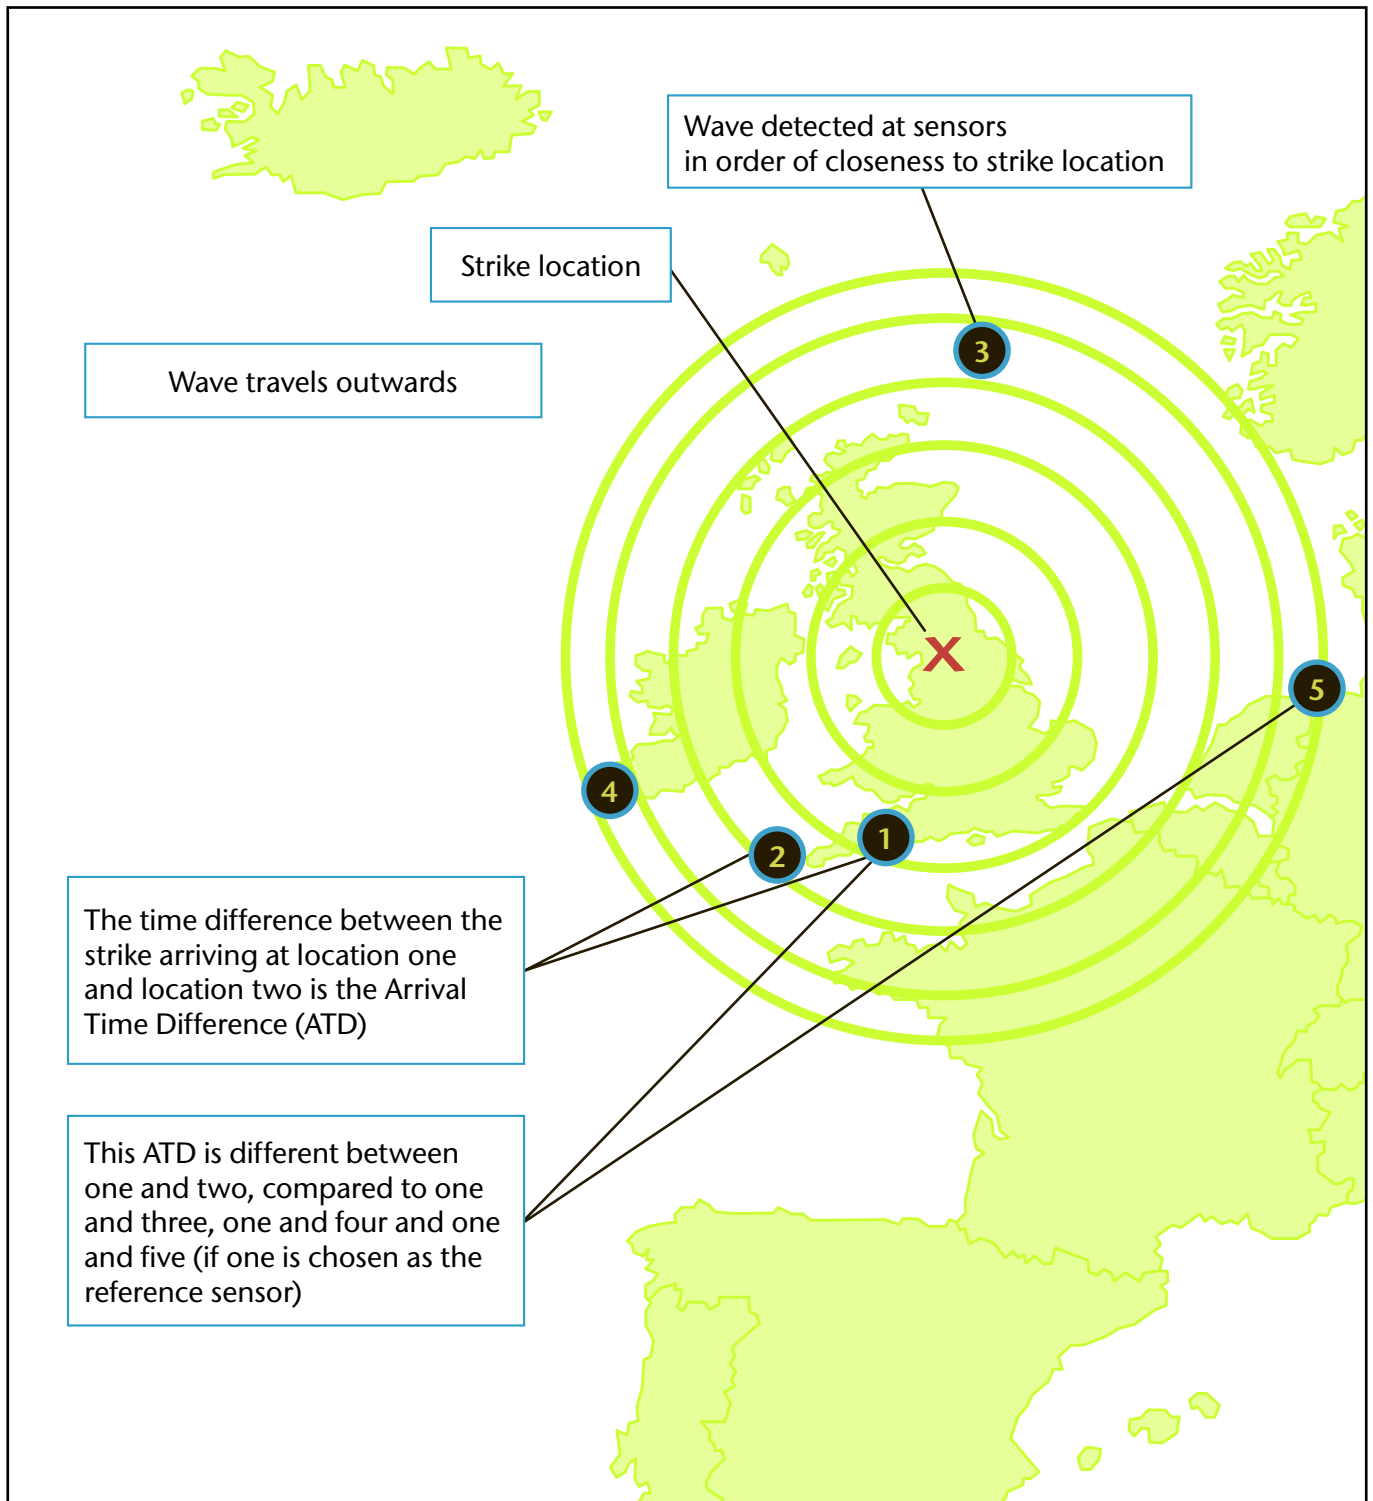 Wave detected at sensors
in order of closeness to strike location
Strike location
3
Wave travels outwards
X
5
4
1
2
The time difference between the
strike arriving at location one
and location two is the Arrival
Time Difference (ATD)
This ATD is different between
one and two, compared to one
and three, one and four and one
and five (if one is chosen as the
reference sensor)